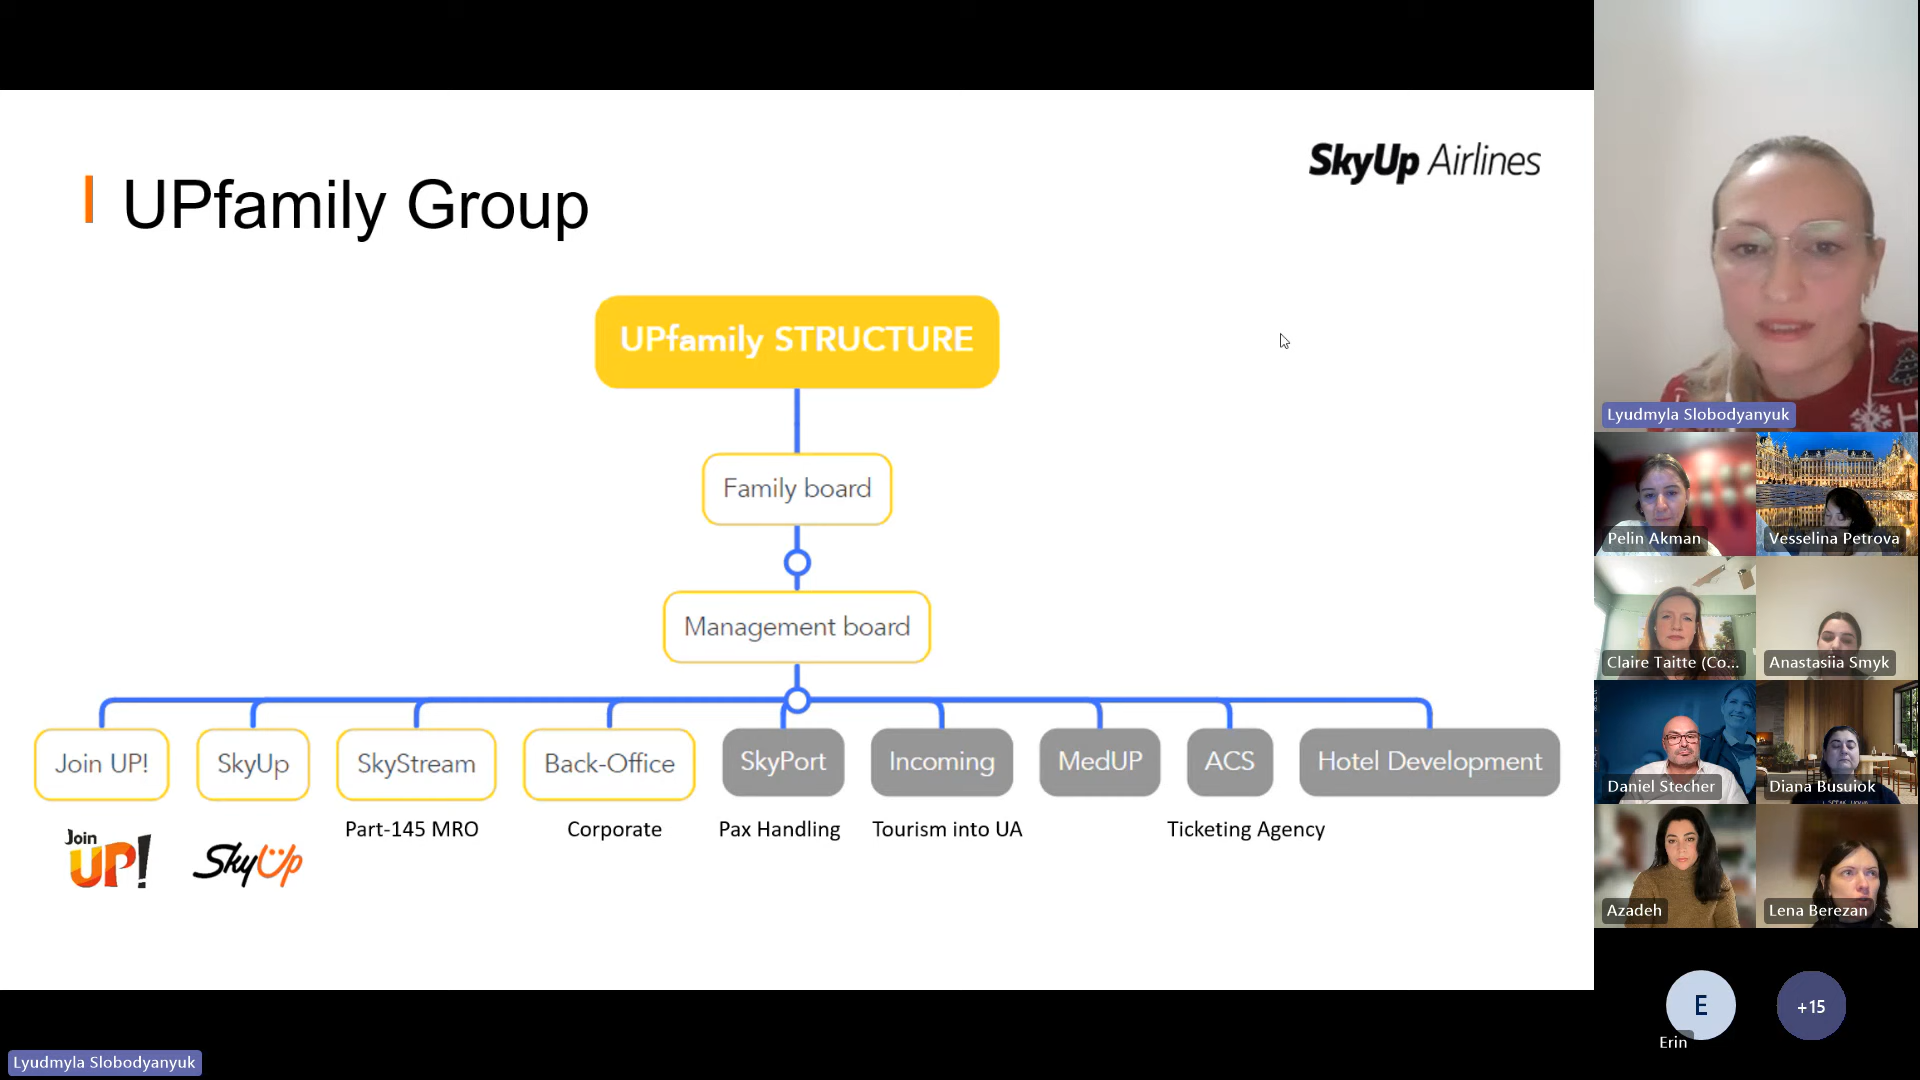 SkyUp Airlines
UPfamily Group
UPfamily STRUCTURE
Family board
Management board
Join UP!
SkyUp
SkyStream
Back-Office
SkyPort
Incoming
MedUP
ACS
Hotel Development
Part-145 MRO
Corporate
Pax Handling
Tourism into UA
Ticketing Agency
Join
UP!
SkyUp
Lyudmyla Slobodyanyuk
Pelin Akman
Vesselina Petrova
Claire Taitte (Co...
Anastasiia Smyk
Daniel Stecher
Diana Busuiok
Azadeh
Lena Berezan
E
+15
Erin
Lyudmyla Slobodyanyuk